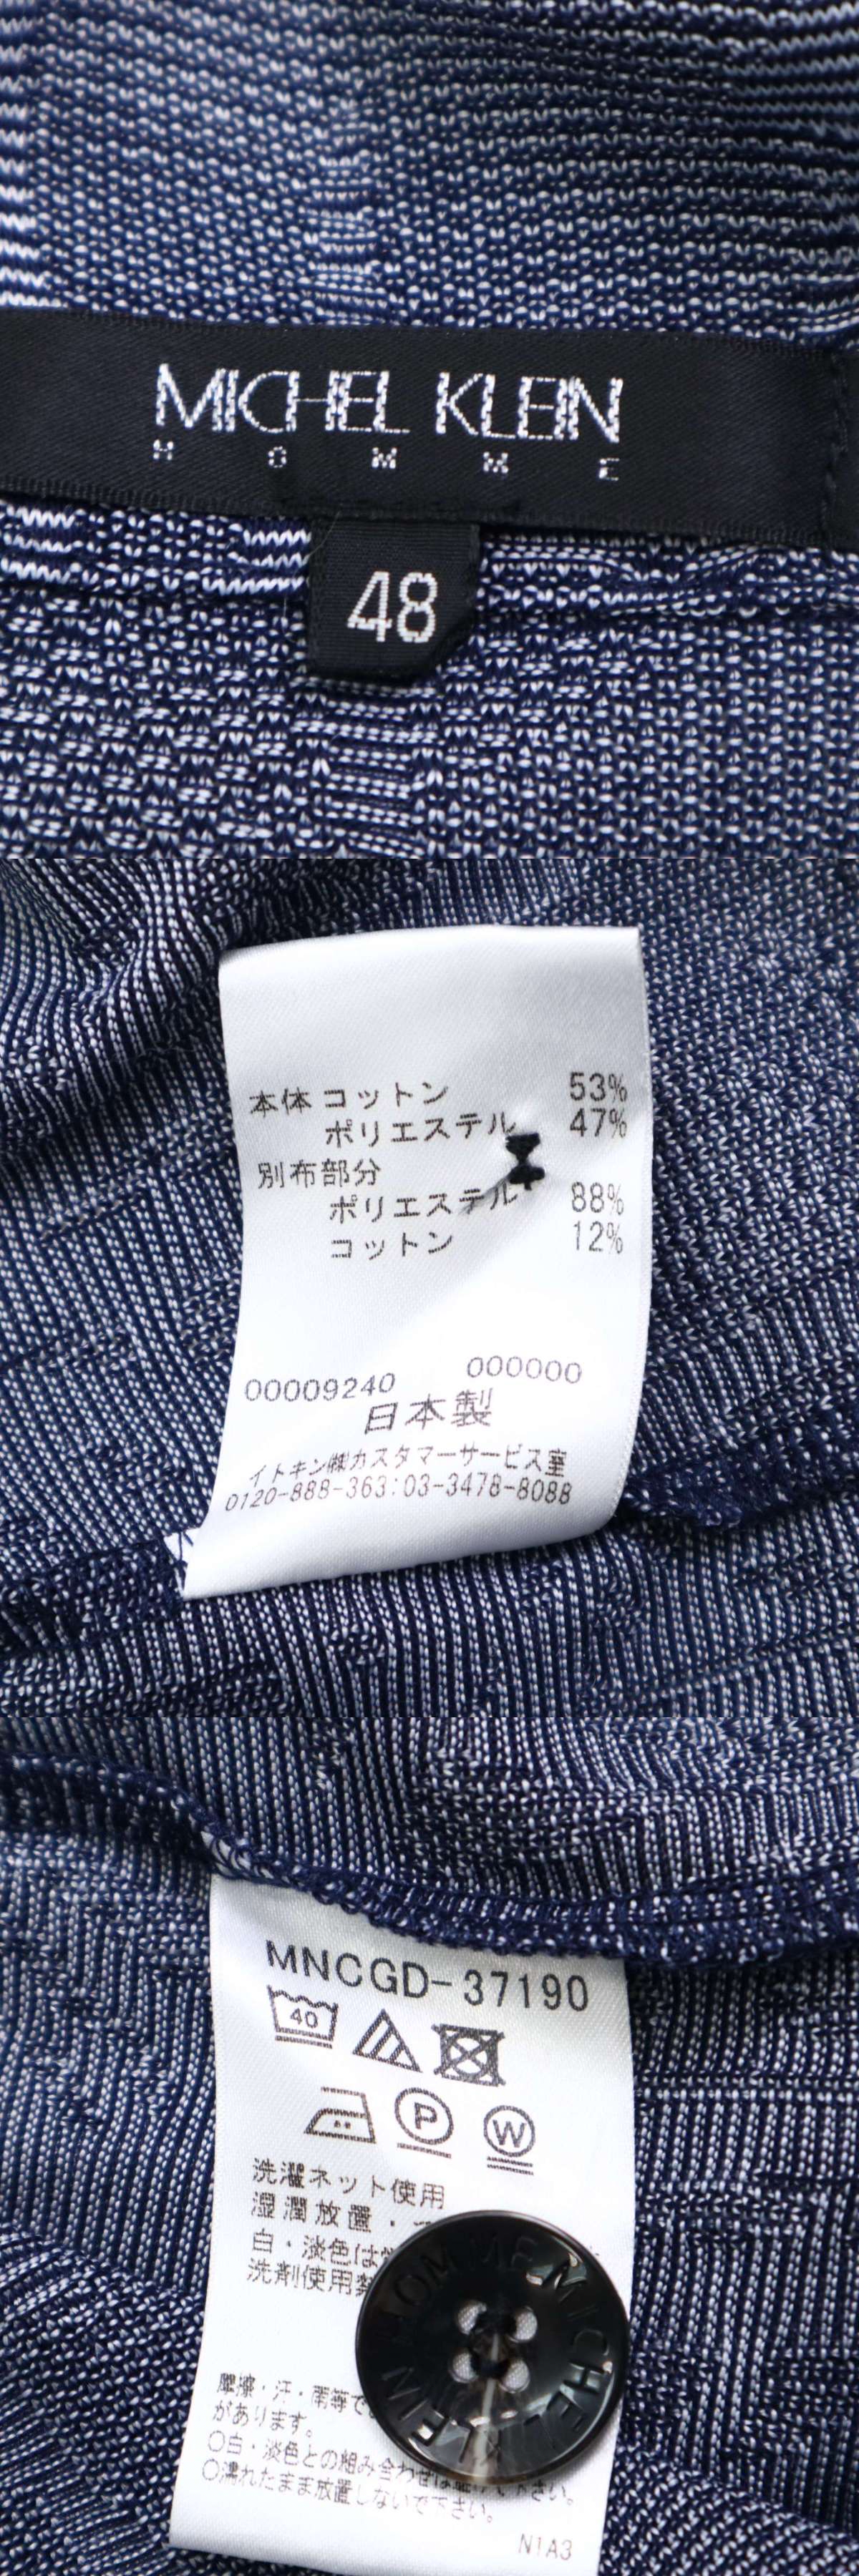 MICHEL KLEIN
HOMME
48
本体 コットン 53%
ポリエステル 47%
別布部分
ポリエステル 88%
コットン 12%
00009240 000000
日本製
イトキン㈱カスタマーサービス室
0120-888-363:03-3478-8088
MNCGD-37190
40
P W
洗濯ネット使用
湿潤放置・
白・淡色は
洗剤使用
HOMME MICHEL KLEIN
摩擦・汗・雨等で
があります。
○白・淡色との組み合わせは 下さい。
○濡れたまま放置しないで下さい。
N1A3